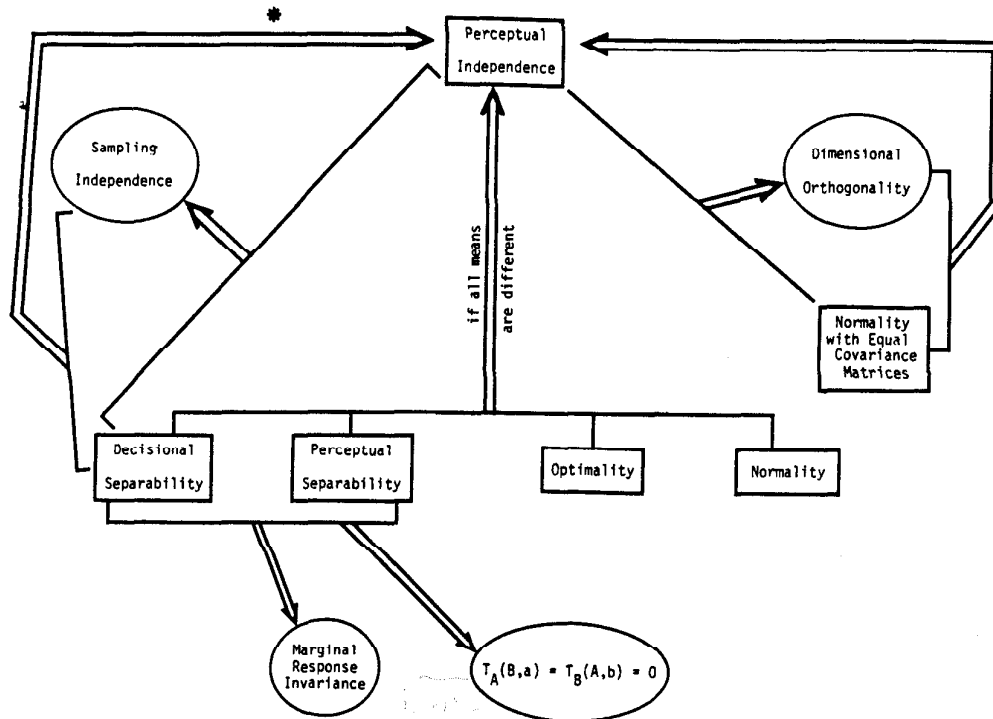 *
Perceptual
Independence
Sampling
Independence
Dimensional
Orthogonality
if all means
are different
Normality
with Equal
Covariance
Matrices
Decisional
Separability
Perceptual
Separability
Optimality
Normality
Marginal
Response
Invariance
T_A(B,a) = T_B(A,b) = 0